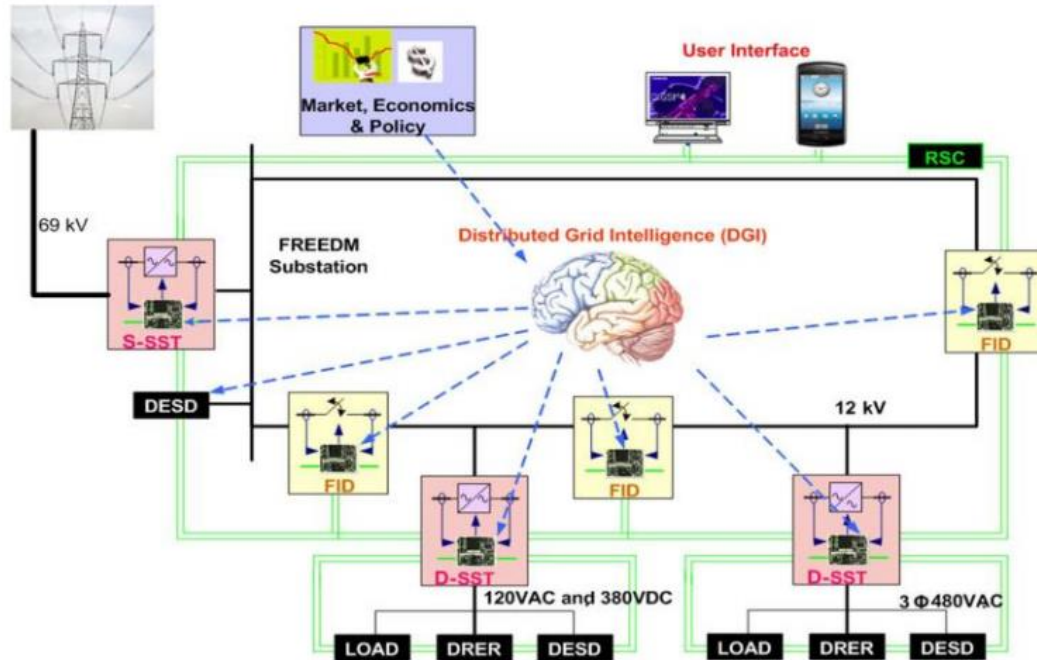 User Interface
Market, Economics
& Policy
RSC
69 kV
FREEDM
Substation
Distributed Grid Intelligence (DGI)
S-SST
FID
DESD
12 kV
FID
FID
D-SST
D-SST
120VAC and 380VDC
3 Φ 480VAC
LOAD
DRER
DESD
LOAD
DRER
DESD